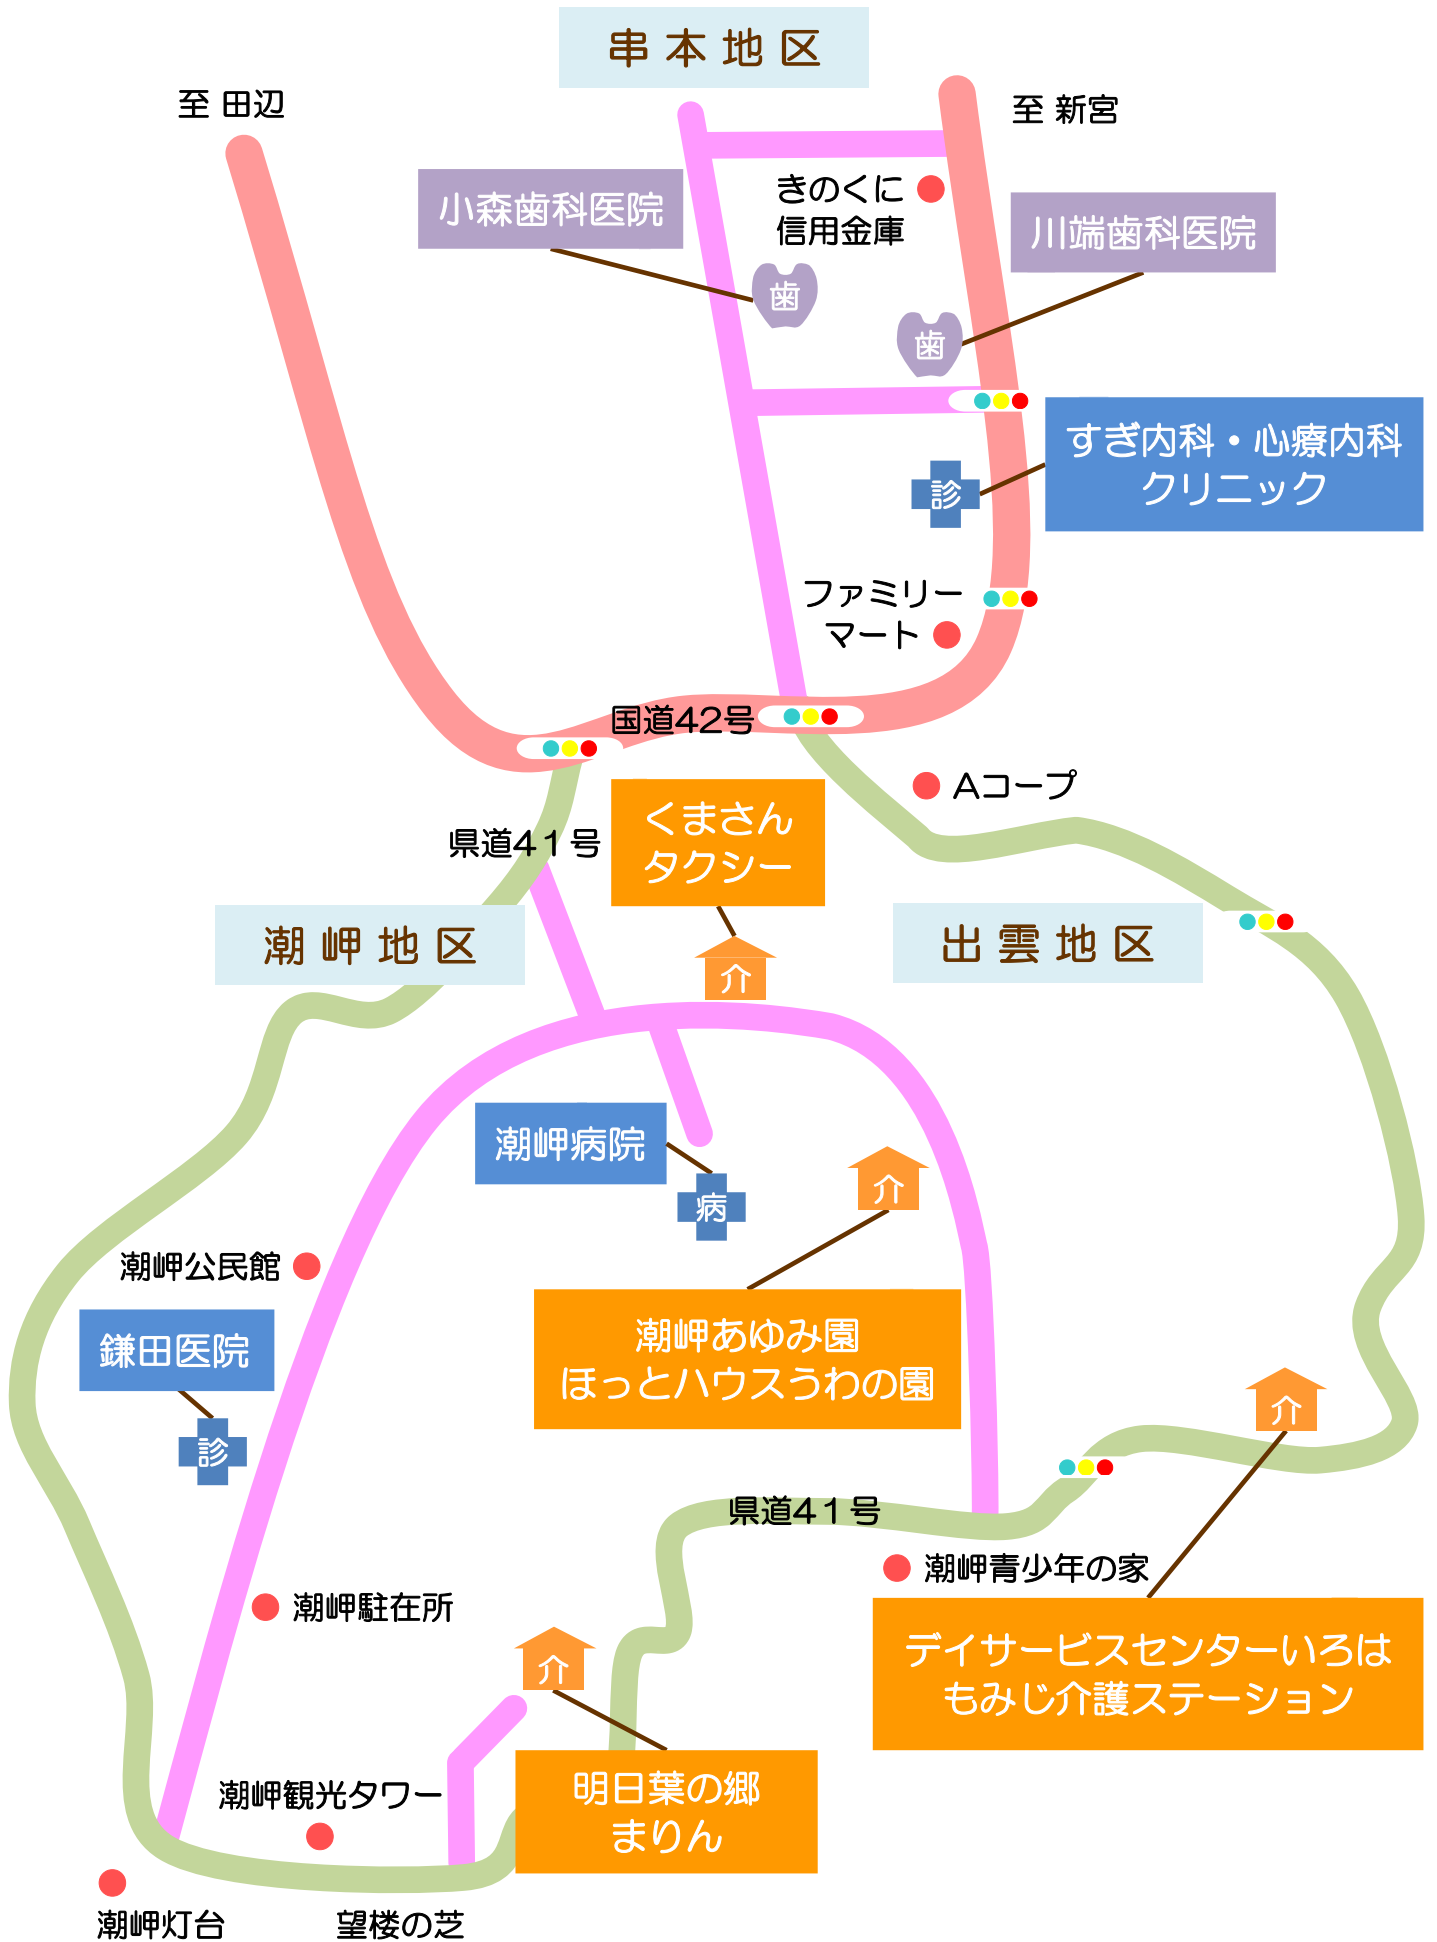 串本地区
至 田辺
至 新宮
小森歯科医院
きのくに
信用金庫
川端歯科医院
歯
歯
すぎ内科・心療内科
クリニック
診
ファミリー
マート
国道42号
Aコープ
くまさん
タクシー
県道41号
潮岬地区
出雲地区
介
潮岬病院
病
介
潮岬公民館
潮岬あゆみ園
ほっとハウスうわの園
鎌田医院
診
介
県道41号
潮岬青少年の家
潮岬駐在所
デイサービスセンターいろは
もみじ介護ステーション
介
明日葉の郷
まりん
潮岬観光タワー
潮岬灯台
望楼の芝